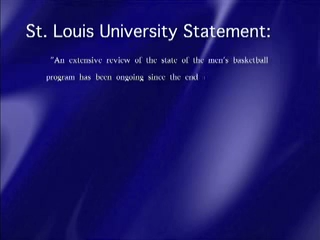 St. Louis University Statement:
"An extensive review of the state of the men's basketball
program has been ongoing since the end